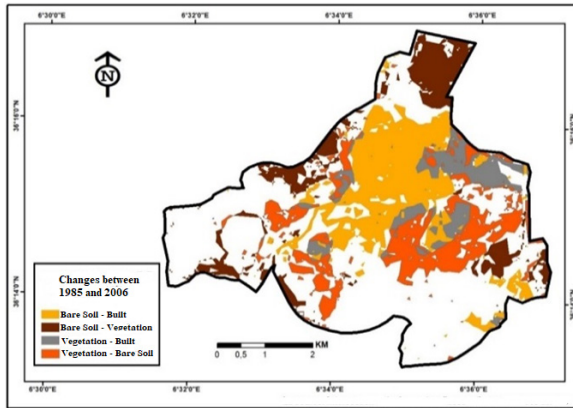 6°30'0"E 6°32'0"E 6°34'0"E 6°36'0"E
N
Changes between
1985 and 2006
Bare Soil - Built
Bare Soil - Vegetation
Vegetation - Built
Vegetation - Bare Soil
0 0,5 1 2 KM
6°30'0"E 6°32'0"E 6°34'0"E 6°36'0"E